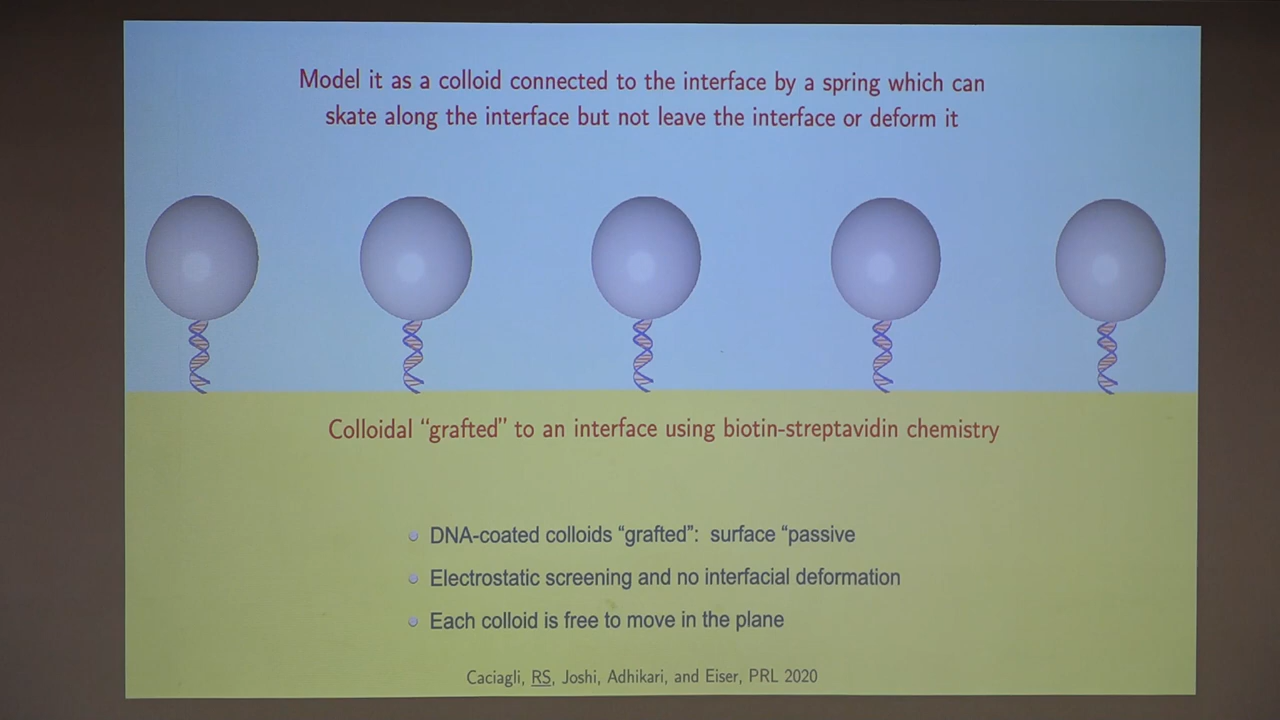 Model it as a colloid connected to the interface by a spring which can
skate along the interface but not leave the interface or deform it
Colloidal “grafted” to an interface using biotin-streptavidin chemistry
DNA-coated colloids “grafted”: surface “passive
Electrostatic screening and no interfacial deformation
Each colloid is free to move in the plane
Caciagli, RS, Joshi, Adhikari, and Eiser, PRL 2020